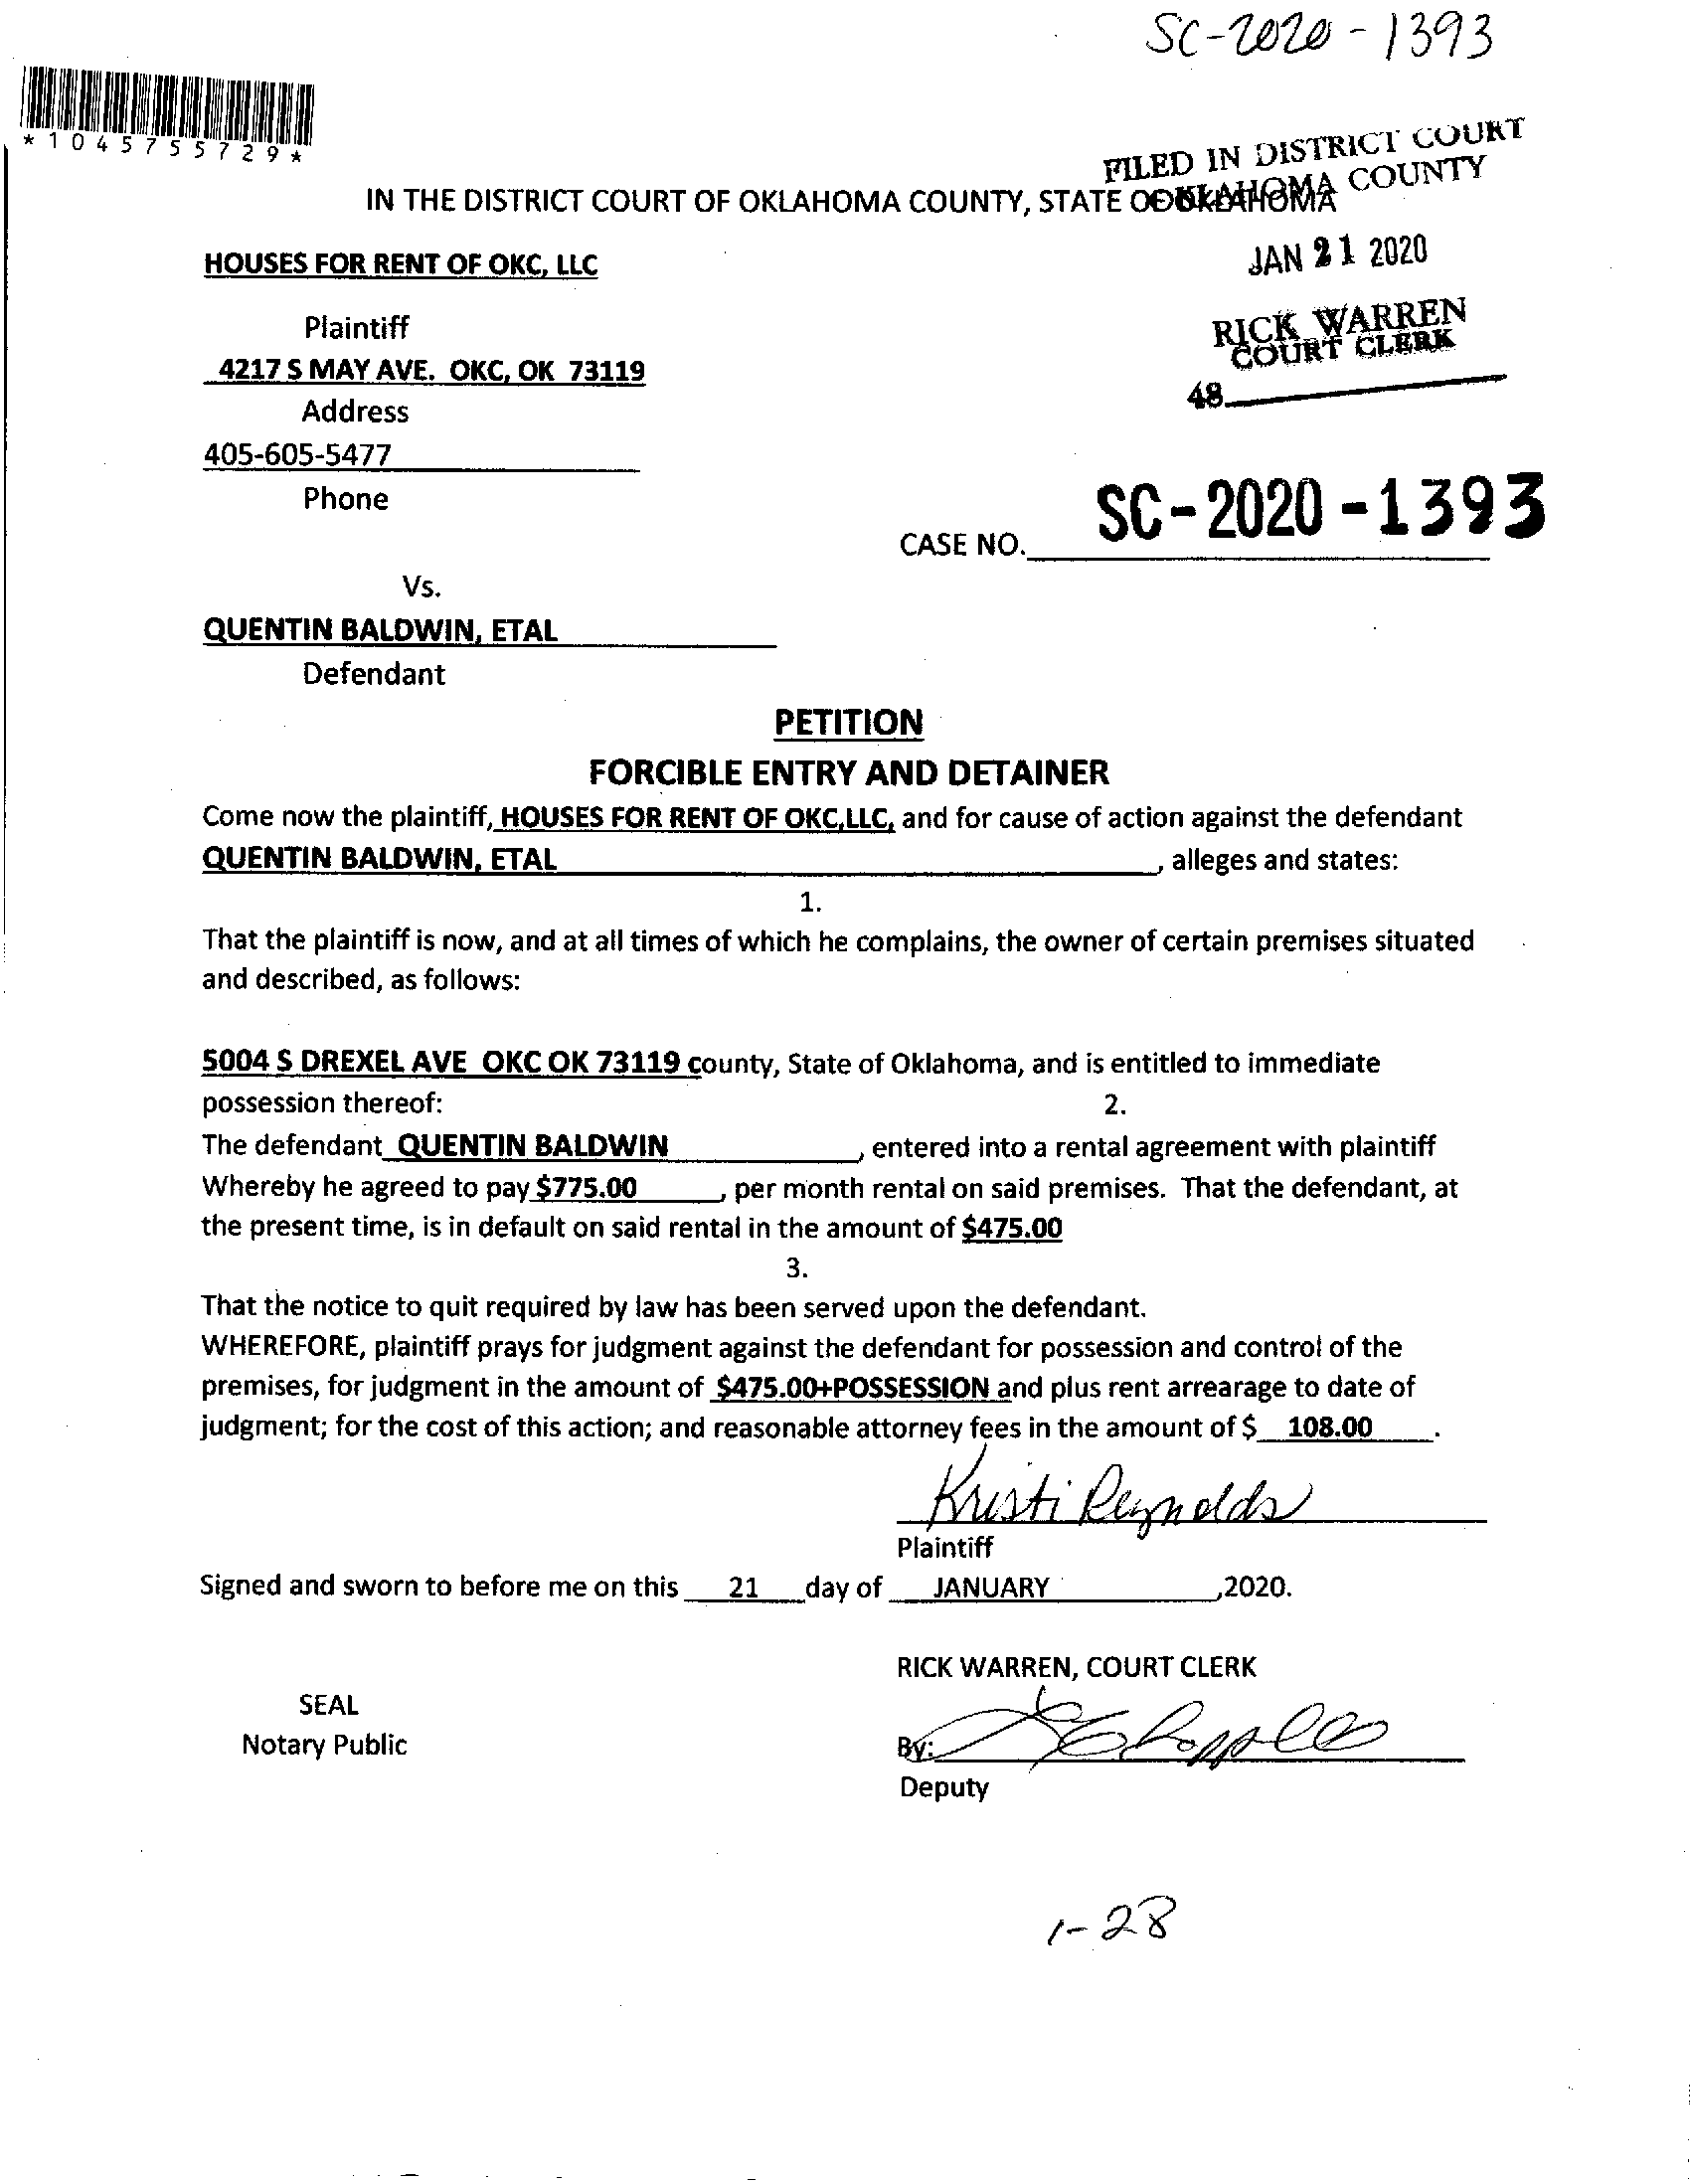 SC-2020-1393
*1045755729*
FILED IN DISTRICT COURT
OKLAHOMA COUNTY
IN THE DISTRICT COURT OF OKLAHOMA COUNTY, STATE OF OKLAHOMA
JAN 21 2020
HOUSES FOR RENT OF OKC, LLC
RICK WARREN
COURT CLERK
Plaintiff
4217 S MAY AVE. OKC, OK 73119
48
Address
405-605-5477
Phone
CASE NO. SC-2020-1393
Vs.
QUENTIN BALDWIN, ETAL
Defendant
PETITION
FORCIBLE ENTRY AND DETAINER
Come now the plaintiff, HOUSES FOR RENT OF OKC,LLC, and for cause of action against the defendant
QUENTIN BALDWIN, ETAL, alleges and states:
1.
That the plaintiff is now, and at all times of which he complains, the owner of certain premises situated
and described, as follows:
5004 S DREXEL AVE OKC OK 73119 county, State of Oklahoma, and is entitled to immediate
possession thereof: 2.
The defendant QUENTIN BALDWIN, entered into a rental agreement with plaintiff
Whereby he agreed to pay $775.00, per month rental on said premises. That the defendant, at
the present time, is in default on said rental in the amount of $475.00
3.
That the notice to quit required by law has been served upon the defendant.
WHEREFORE, plaintiff prays for judgment against the defendant for possession and control of the
premises, for judgment in the amount of $475.00+POSSESSION and plus rent arrearage to date of
judgment; for the cost of this action; and reasonable attorney fees in the amount of $ 108.00.
Kristi Reynolds
Plaintiff
Signed and sworn to before me on this 21 day of JANUARY,2020.
RICK WARREN, COURT CLERK
SEAL
Notary Public
By:
Deputy
1-28